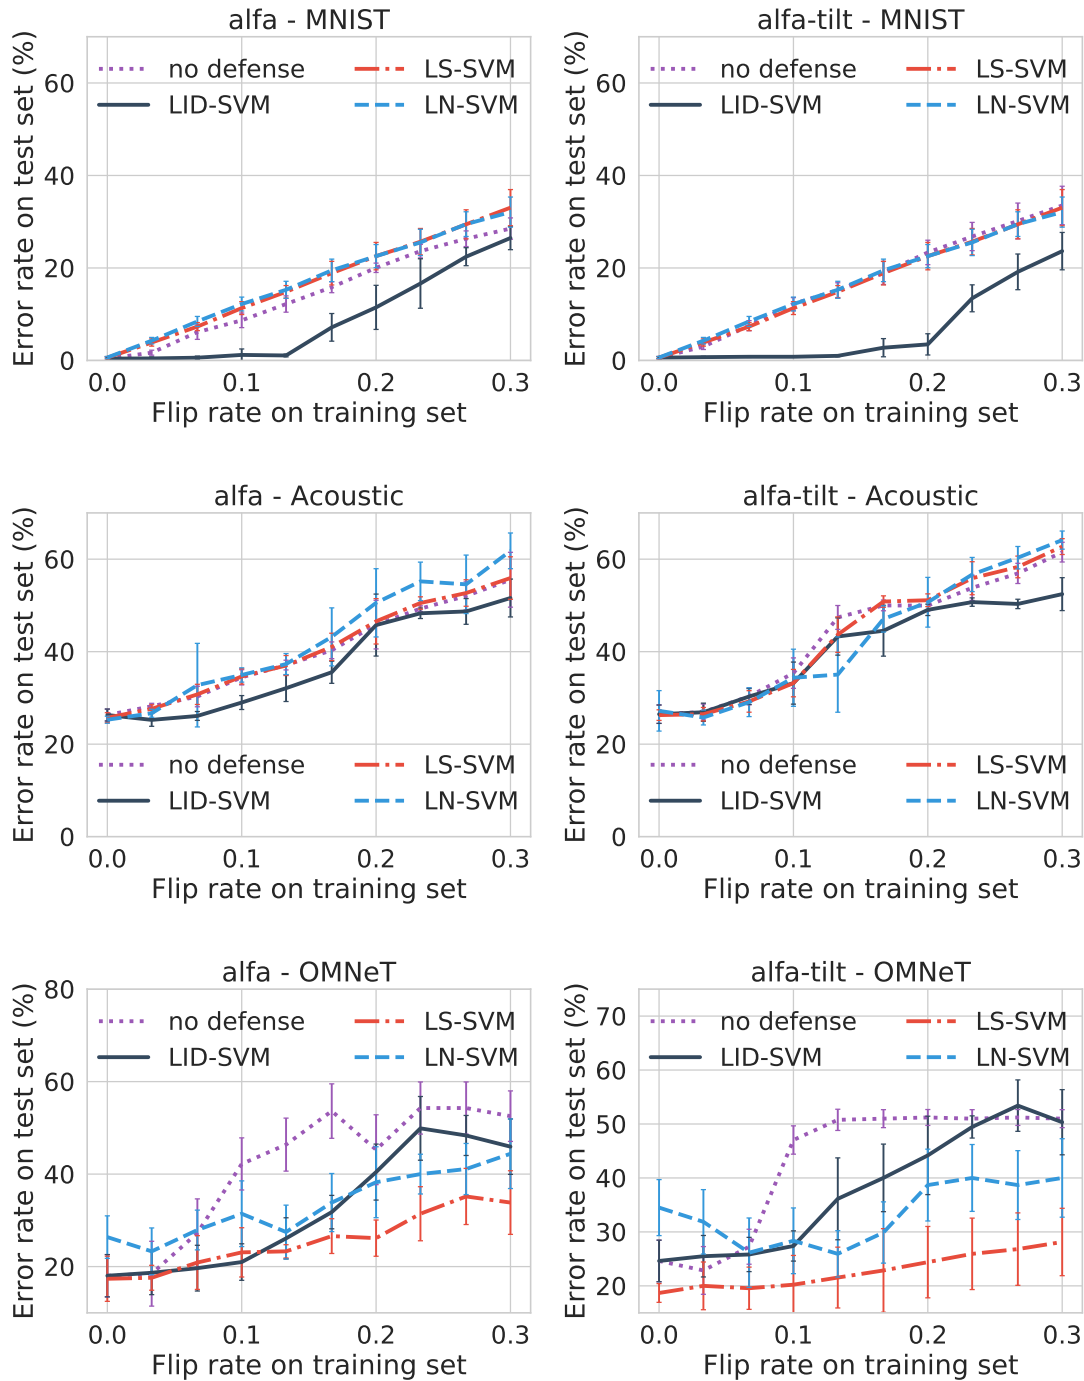 alfa - MNIST
Error rate on test set (%)
no defense
LS-SVM
LID-SVM
LN-SVM
60
40
20
0
0.0 0.1 0.2 0.3
Flip rate on training set
alfa-tilt - MNIST
Error rate on test set (%)
no defense
LS-SVM
LID-SVM
LN-SVM
60
40
20
0
0.0 0.1 0.2 0.3
Flip rate on training set
alfa - Acoustic
Error rate on test set (%)
60
40
20
0
no defense
LS-SVM
LID-SVM
LN-SVM
0.0 0.1 0.2 0.3
Flip rate on training set
alfa-tilt - Acoustic
Error rate on test set (%)
60
40
20
0
no defense
LS-SVM
LID-SVM
LN-SVM
0.0 0.1 0.2 0.3
Flip rate on training set
alfa - OMNeT
Error rate on test set (%)
no defense
LS-SVM
LID-SVM
LN-SVM
80
60
40
20
0.0 0.1 0.2 0.3
Flip rate on training set
alfa-tilt - OMNeT
Error rate on test set (%)
no defense
LS-SVM
LID-SVM
LN-SVM
70
60
50
40
30
20
0.0 0.1 0.2 0.3
Flip rate on training set